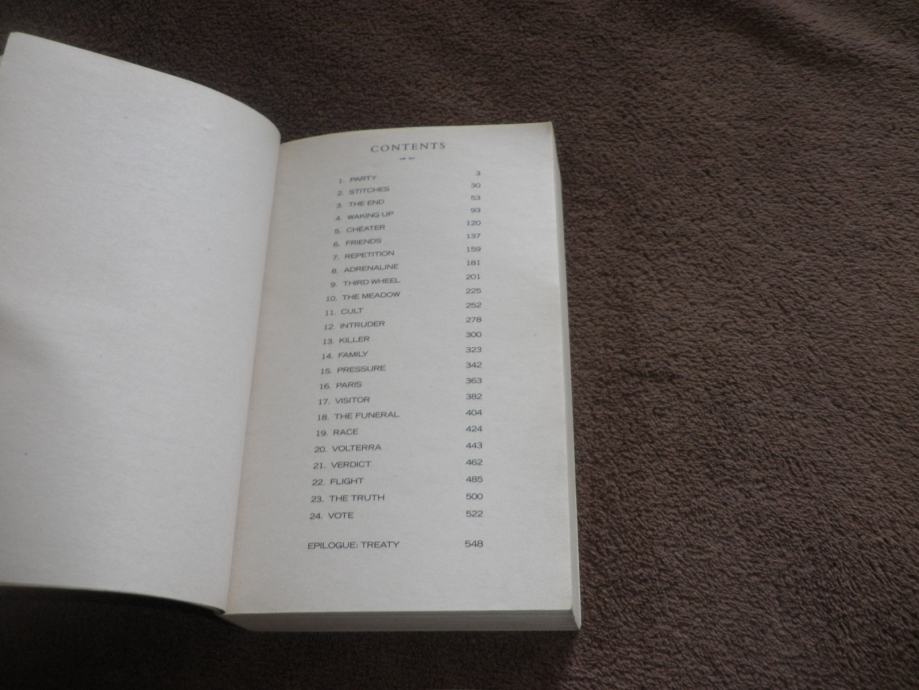 CONTENTS
1. PARTY 3
2. STITCHES 30
3. THE END 53
4. WAKING UP 93
5. CHEATER 120
6. FRIENDS 137
7. REPETITION 159
8. ADRENALINE 181
9. THIRD WHEEL 201
10. THE MEADOW 225
11. CULT 252
12. INTRUDER 278
13. KILLER 300
14. FAMILY 323
15. PRESSURE 342
16. PARIS 363
17. VISITOR 382
18. THE FUNERAL 404
19. RACE 424
20. VOLTERRA 443
21. VERDICT 462
22. FLIGHT 485
23. THE TRUTH 500
24. VOTE 522
EPILOGUE: TREATY 548